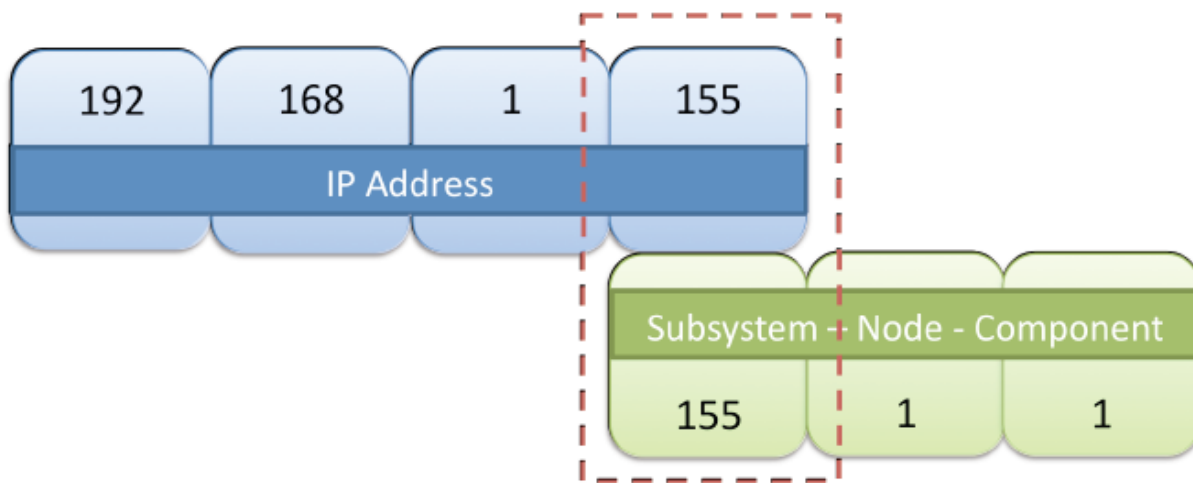 192 168 1 155
IP Address
Subsystem – Node - Component
155 1 1